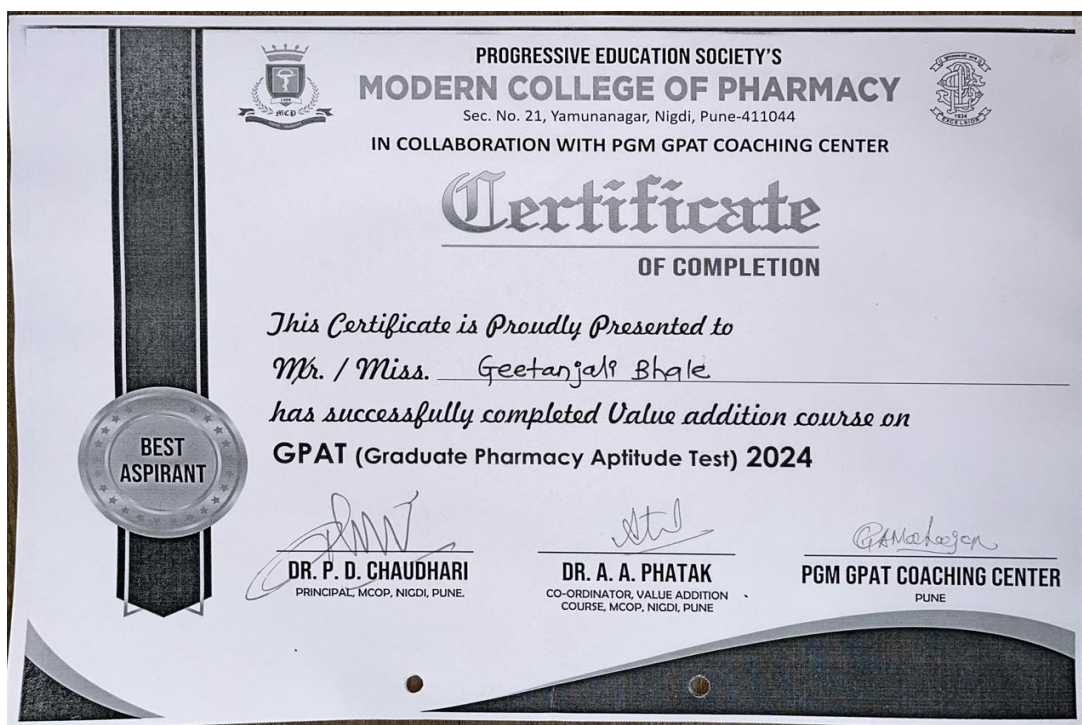 PROGRESSIVE EDUCATION SOCIETY'S
MODERN COLLEGE OF PHARMACY
Sec. No. 21, Yamunanagar, Nigdi, Pune-411044
IN COLLABORATION WITH PGM GPAT COACHING CENTER
MCP
1934
EXCELSIOR
Certificate
OF COMPLETION
This Certificate is Proudly Presented to
Mr. / Miss. Geetanjali Bhale
has successfully completed Value addition course on
GPAT (Graduate Pharmacy Aptitude Test) 2024
BEST
ASPIRANT
DR. P. D. CHAUDHARI
PRINCIPAL, MCOP, NIGDI, PUNE.
DR. A. A. PHATAK
CO-ORDINATOR, VALUE ADDITION
COURSE, MCOP, NIGDI, PUNE
PGM GPAT COACHING CENTER
PUNE